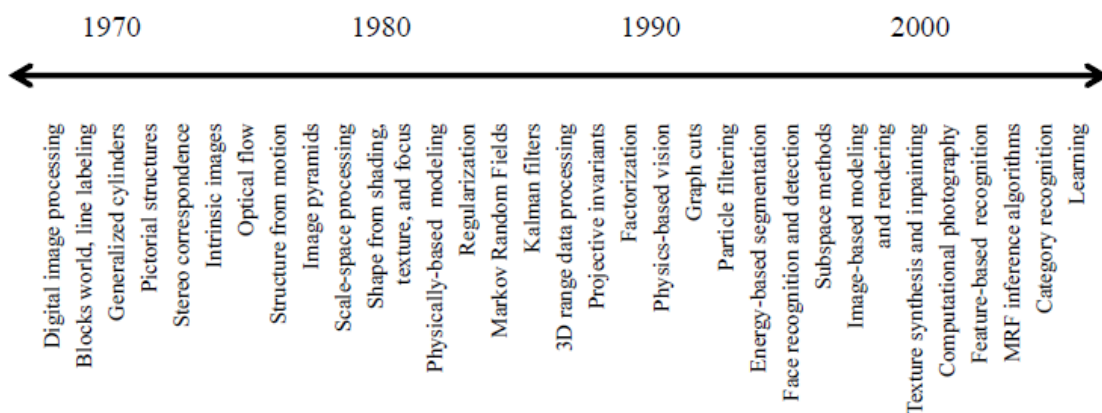 1970
1980
1990
2000
Digital image processing
Blocks world, line labeling
Generalized cylinders
Pictorial structures
Stereo correspondence
Intrinsic images
Optical flow
Structure from motion
Image pyramids
Scale-space processing
Shape from shading,
texture, and focus
Physically-based modeling
Regularization
Markov Random Fields
Kalman filters
3D range data processing
Projective invariants
Factorization
Physics-based vision
Graph cuts
Particle filtering
Energy-based segmentation
Face recognition and detection
Subspace methods
Image-based modeling
and rendering
Texture synthesis and inpainting
Computational photography
Feature-based recognition
MRF inference algorithms
Category recognition
Learning